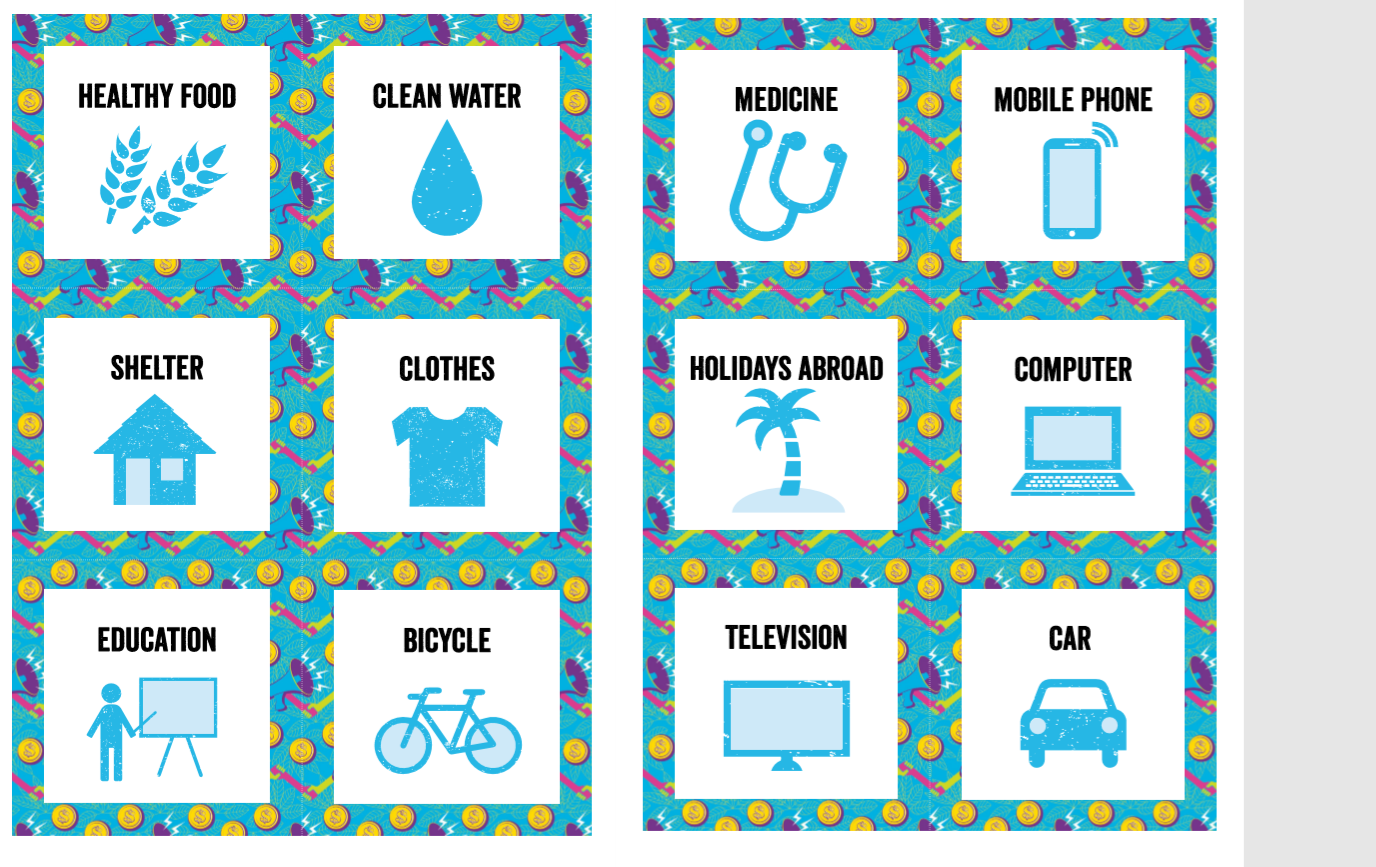 HEALTHY FOOD
CLEAN WATER
SHELTER
CLOTHES
EDUCATION
BICYCLE
MEDICINE
MOBILE PHONE
HOLIDAYS ABROAD
COMPUTER
TELEVISION
CAR